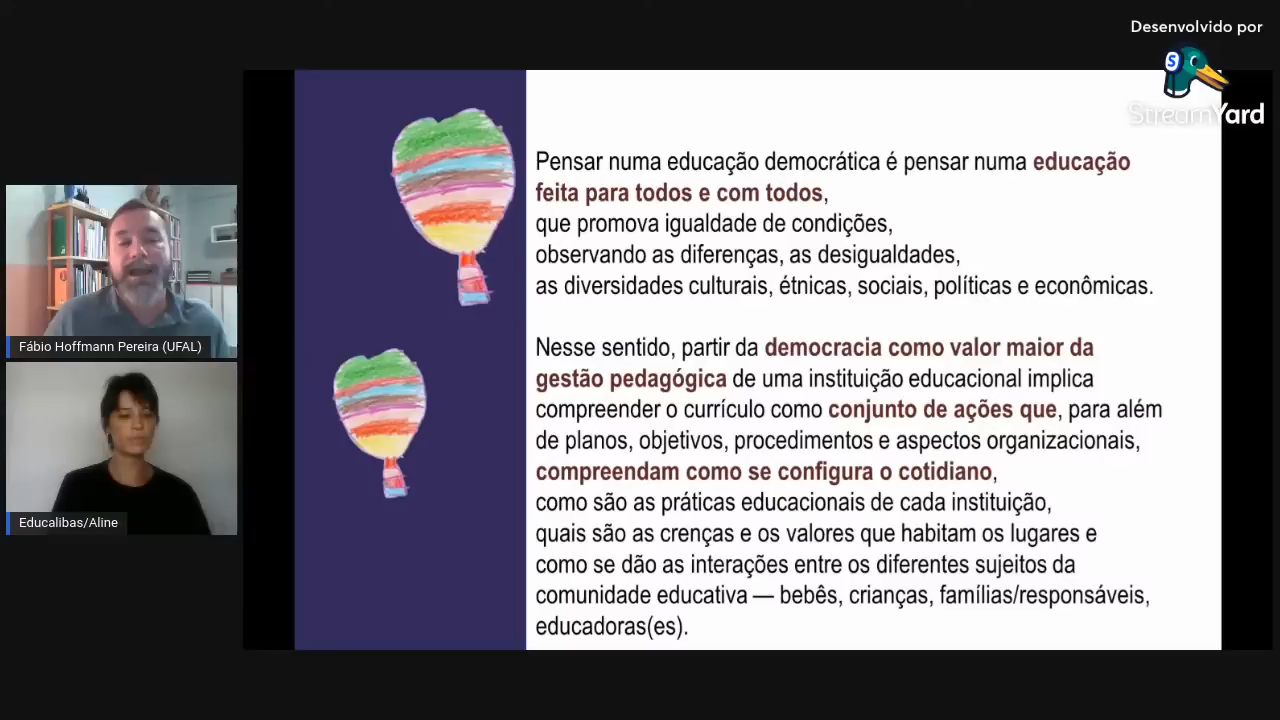 Desenvolvido por
S
StreamYard
Pensar numa educação democrática é pensar numa educação
feita para todos e com todos,
que promova igualdade de condições,
observando as diferenças, as desigualdades,
as diversidades culturais, étnicas, sociais, políticas e econômicas.
Nesse sentido, partir da democracia como valor maior da
gestão pedagógica de uma instituição educacional implica
compreender o currículo como conjunto de ações que, para além
de planos, objetivos, procedimentos e aspectos organizacionais,
compreendam como se configura o cotidiano,
como são as práticas educacionais de cada instituição,
quais são as crenças e os valores que habitam os lugares e
como se dão as interações entre os diferentes sujeitos da
comunidade educativa — bebês, crianças, famílias/responsáveis,
educadoras(es).
Fábio Hoffmann Pereira (UFAL)
Educalibas/Aline